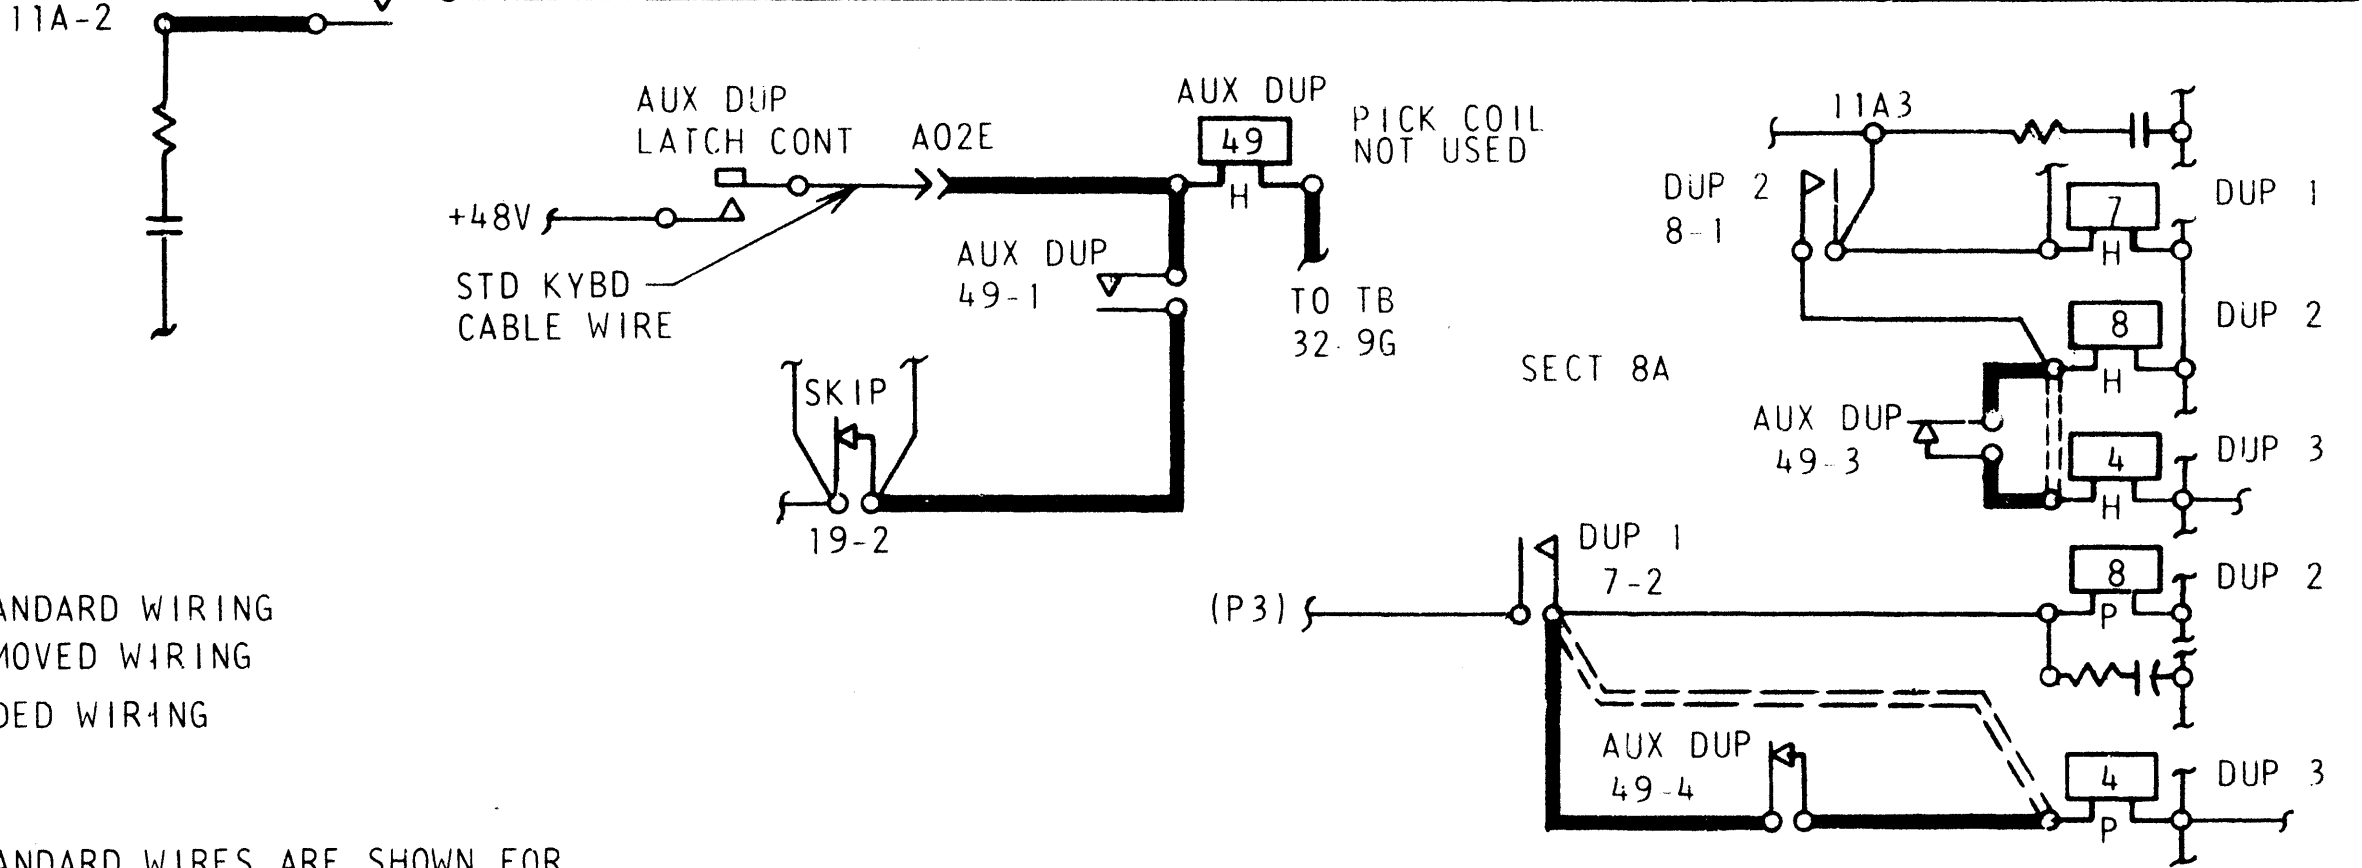 11A-2
AUX DUP
LATCH CONT
A02E
AUX DUP
49
H
PICK COIL
NOT USED
+48V
STD KYBD
CABLE WIRE
AUX DUP
49-1
TO TB
32-9G
SKIP
19-2
11A3
DUP 2
8-1
7
H
DUP 1
8
H
DUP 2
SECT 8A
AUX DUP
49-3
4
H
DUP 3
DUP 1
7-2
(P3)
8
P
DUP 2
AUX DUP
49-4
4
P
DUP 3
ANDARD WIRING
MOVED WIRING
DED WIRING
ANDARD WIRES ARE SHOWN FOR